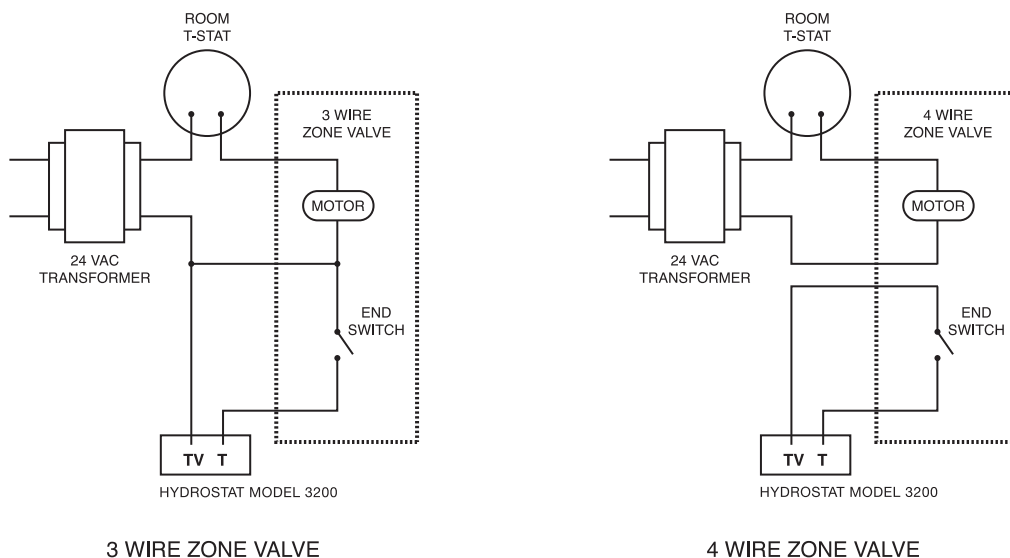 ROOM
T-STAT
3 WIRE
ZONE VALVE
MOTOR
24 VAC
TRANSFORMER
END
SWITCH
TV T
HYDROSTAT MODEL 3200
3 WIRE ZONE VALVE
ROOM
T-STAT
4 WIRE
ZONE VALVE
MOTOR
24 VAC
TRANSFORMER
END
SWITCH
TV T
HYDROSTAT MODEL 3200
4 WIRE ZONE VALVE